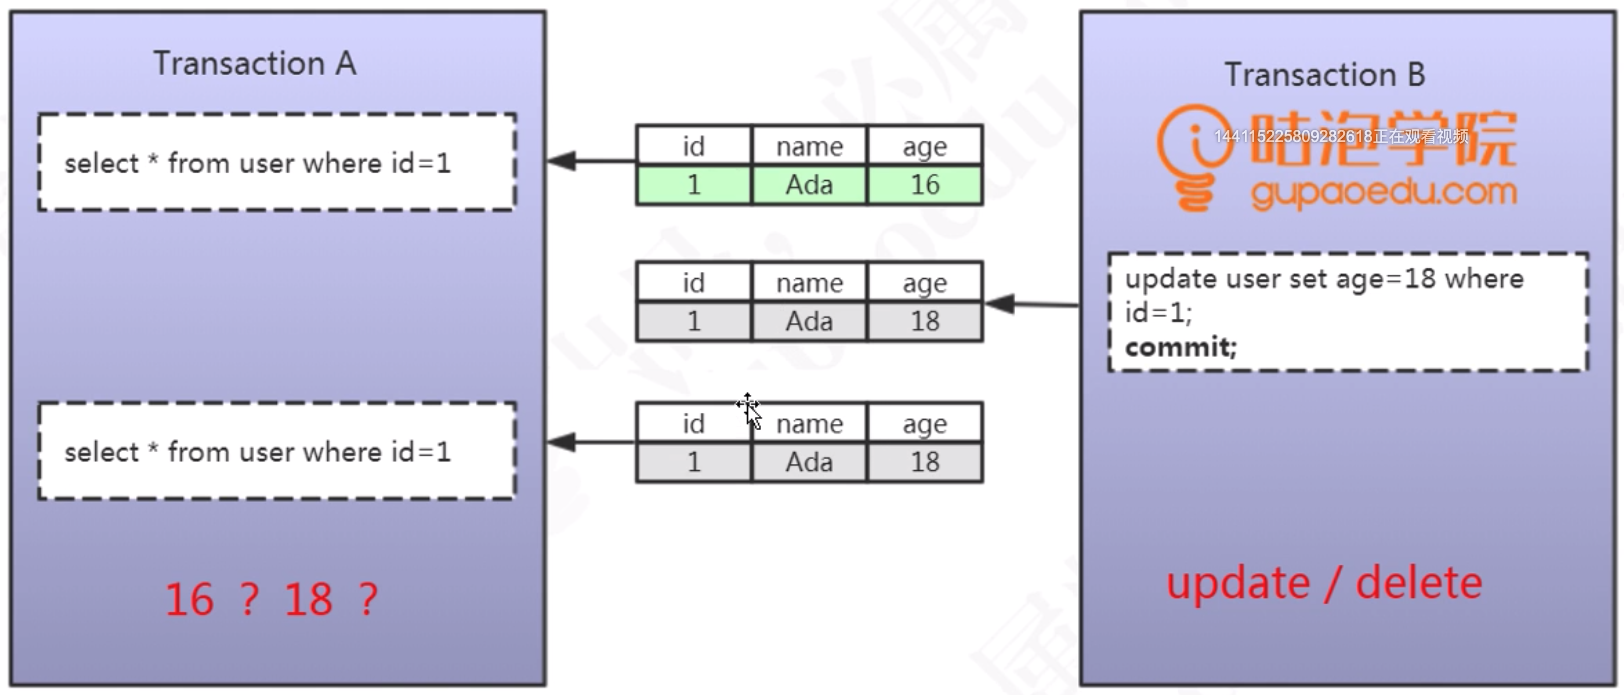 Transaction A
select * from user where id=1
id name age
1 Ada 16
Transaction B
144115225809282618正在观看视频
咕泡学院
gupaoedu.com
id name age
1 Ada 18
update user set age=18 where
id=1;
commit;
select * from user where id=1
id name age
1 Ada 18
16 ? 18 ?
update / delete